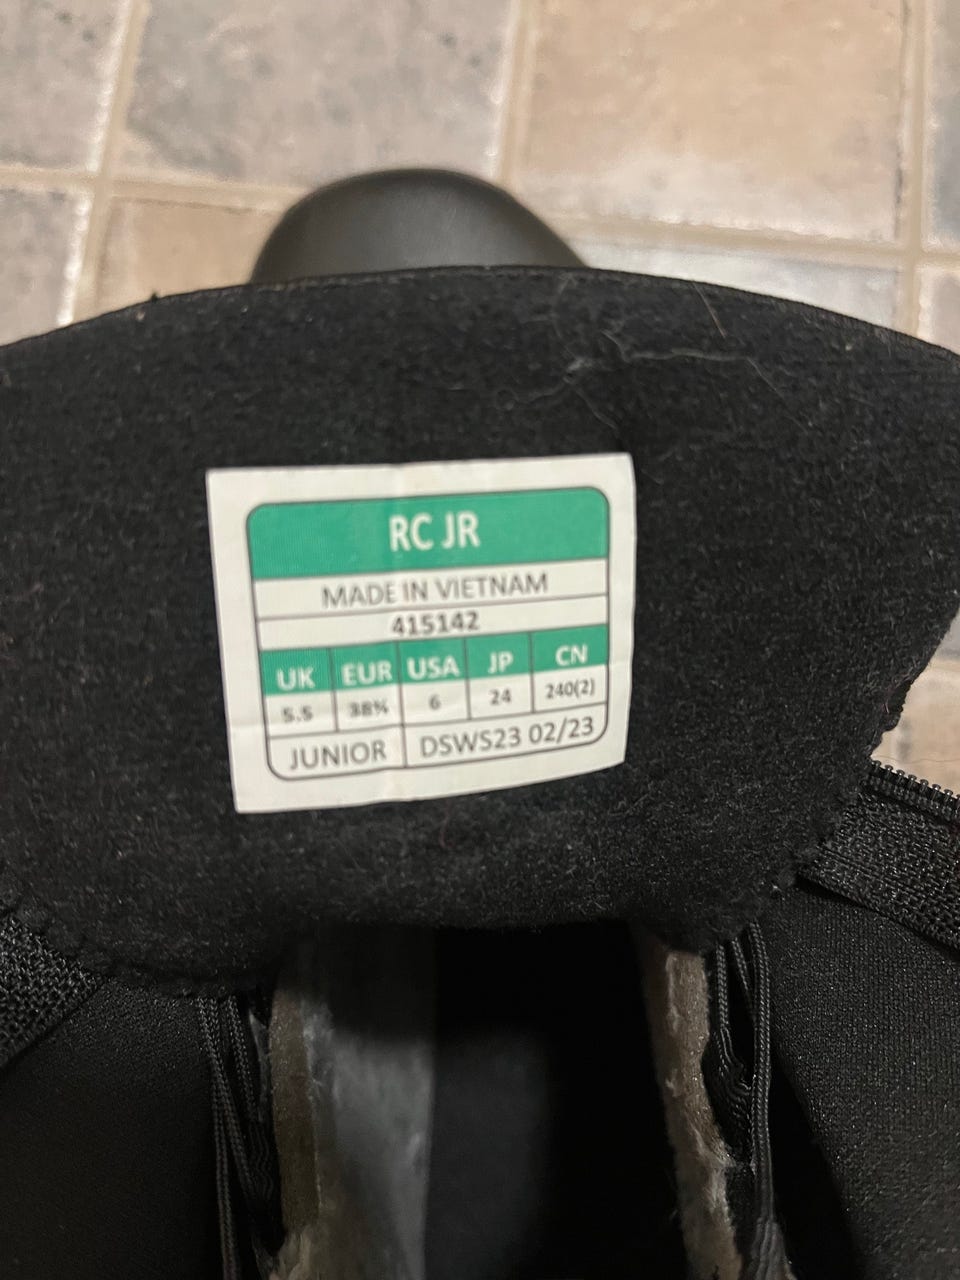 RC JR
MADE IN VIETNAM
415142
UK EUR USA JP CN
5.5 38⅔ 6 24 240(2)
JUNIOR DSWS23 02/23